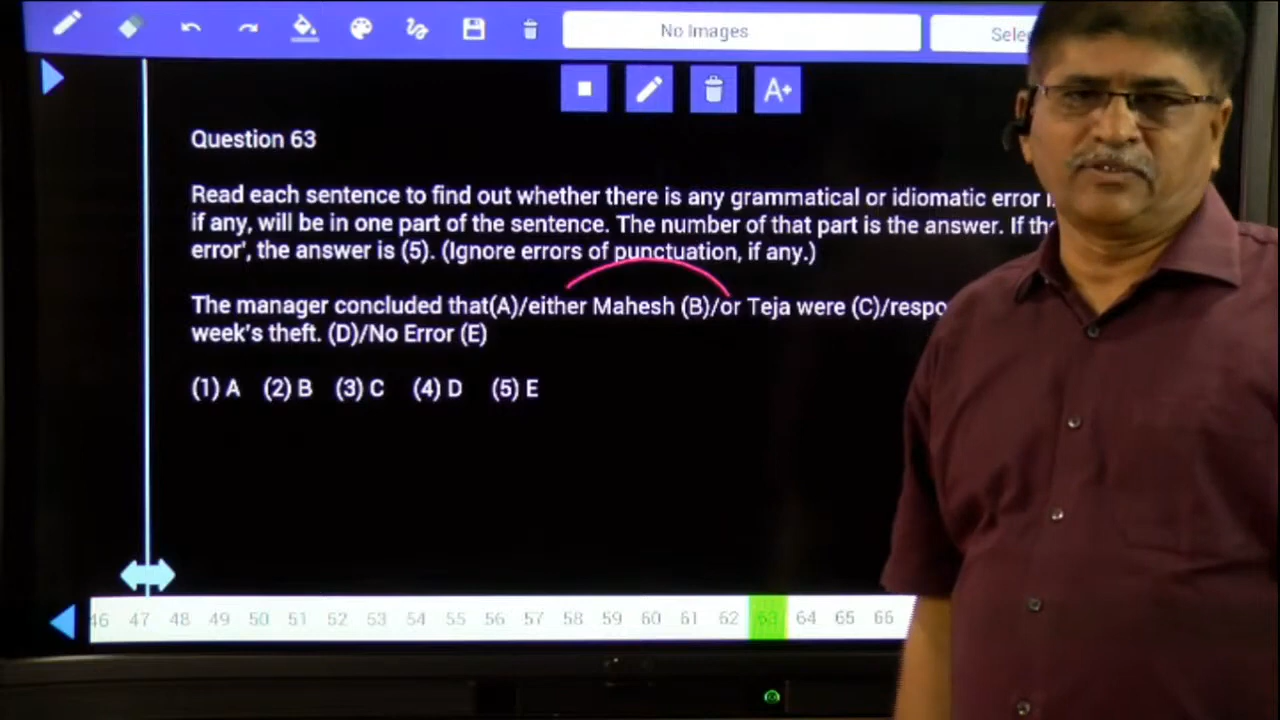 No Images
A+
Question 63
Read each sentence to find out whether there is any grammatical or idiomatic error
if any, will be in one part of the sentence. The number of that part is the answer. If
error', the answer is (5). (Ignore errors of punctuation, if any.)
The manager concluded that(A)/either Mahesh (B)/or Teja were (C)/
week's theft. (D)/No Error (E)
(1) A (2) B (3) C (4) D (5) E
46 47 48 49 50 51 52 53 54 55 56 57 58 59 60 61 62 63 64 65 66